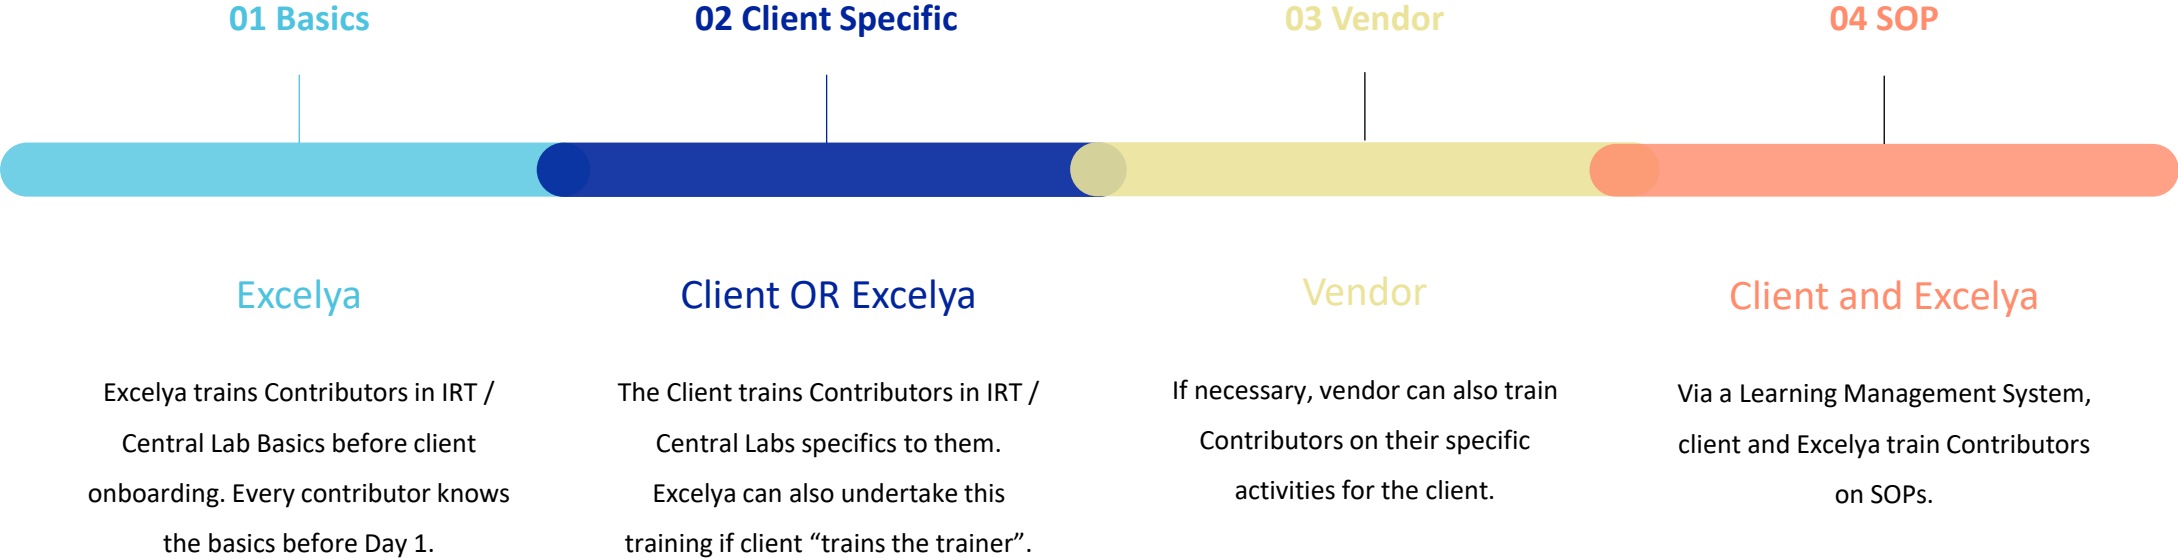 01 Basics
02 Client Specific
03 Vendor
04 SOP
Excelya
Excelya trains Contributors in IRT /
Central Lab Basics before client
onboarding. Every contributor knows
the basics before Day 1.
Client OR Excelya
The Client trains Contributors in IRT /
Central Labs specifics to them.
Excelya can also undertake this
training if client “trains the trainer”.
Vendor
If necessary, vendor can also train
Contributors on their specific
activities for the client.
Client and Excelya
Via a Learning Management System,
client and Excelya train Contributors
on SOPs.